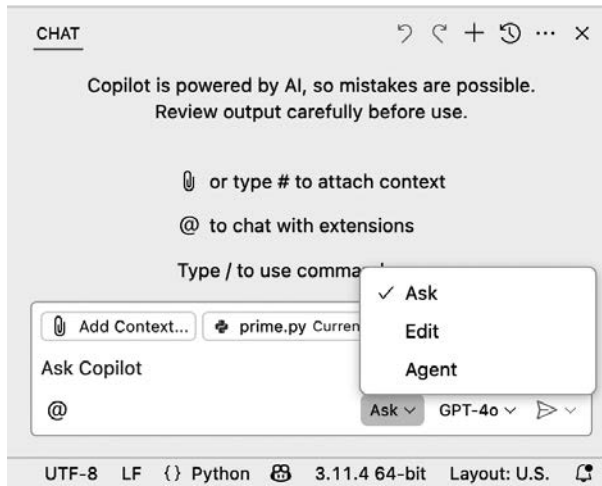 CHAT
Copilot is powered by AI, so mistakes are possible.
Review output carefully before use.
or type # to attach context
@ to chat with extensions
Type / to use
Ask
Edit
Agent
Add Context... prime.py
Ask Copilot
@ Ask GPT-4o
UTF-8 LF {} Python 3.11.4 64-bit Layout: U.S.